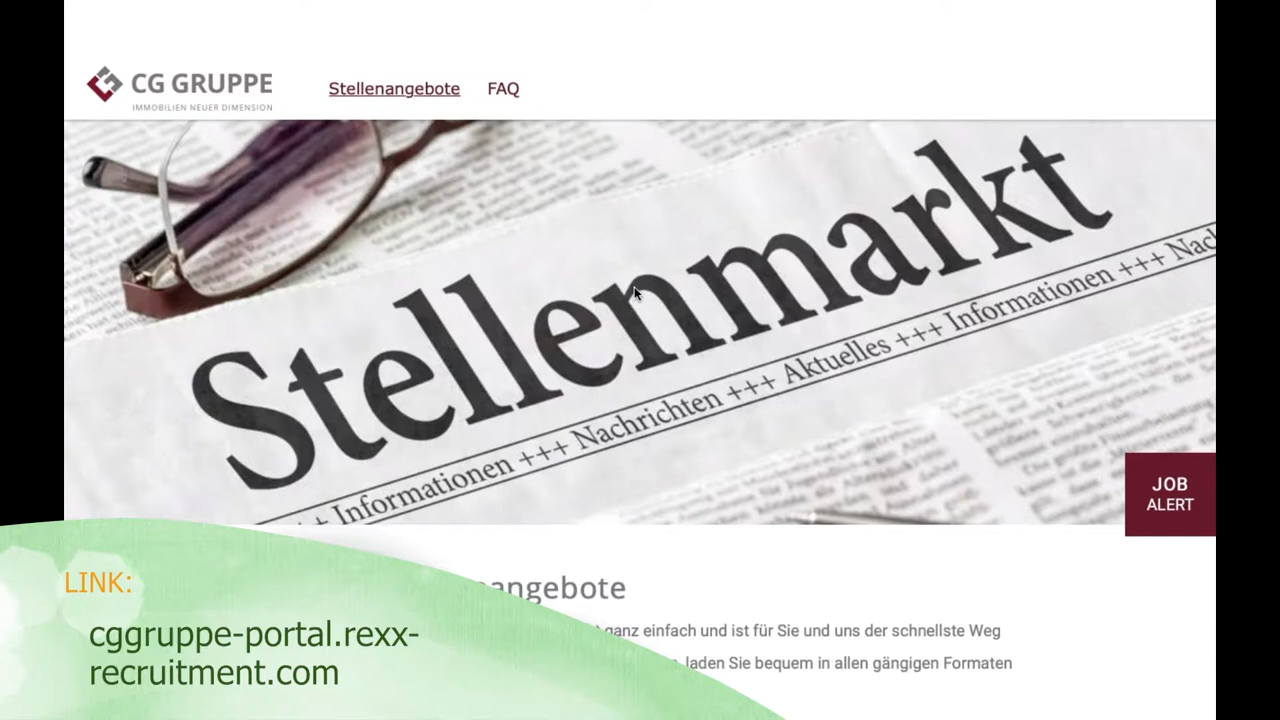 CG GRUPPE
IMMOBILIEN NEUER DIMENSION
Stellenangebote FAQ
Stellenmarkt
Informationen +++ Nachrichten +++ Aktuelles +++ Informationen +++
JOB
ALERT
angebote
ganz einfach und ist für Sie und uns der schnellste Weg
laden Sie bequem in allen gängigen Formaten
LINK:
cggruppe-portal.rexx-
recruitment.com